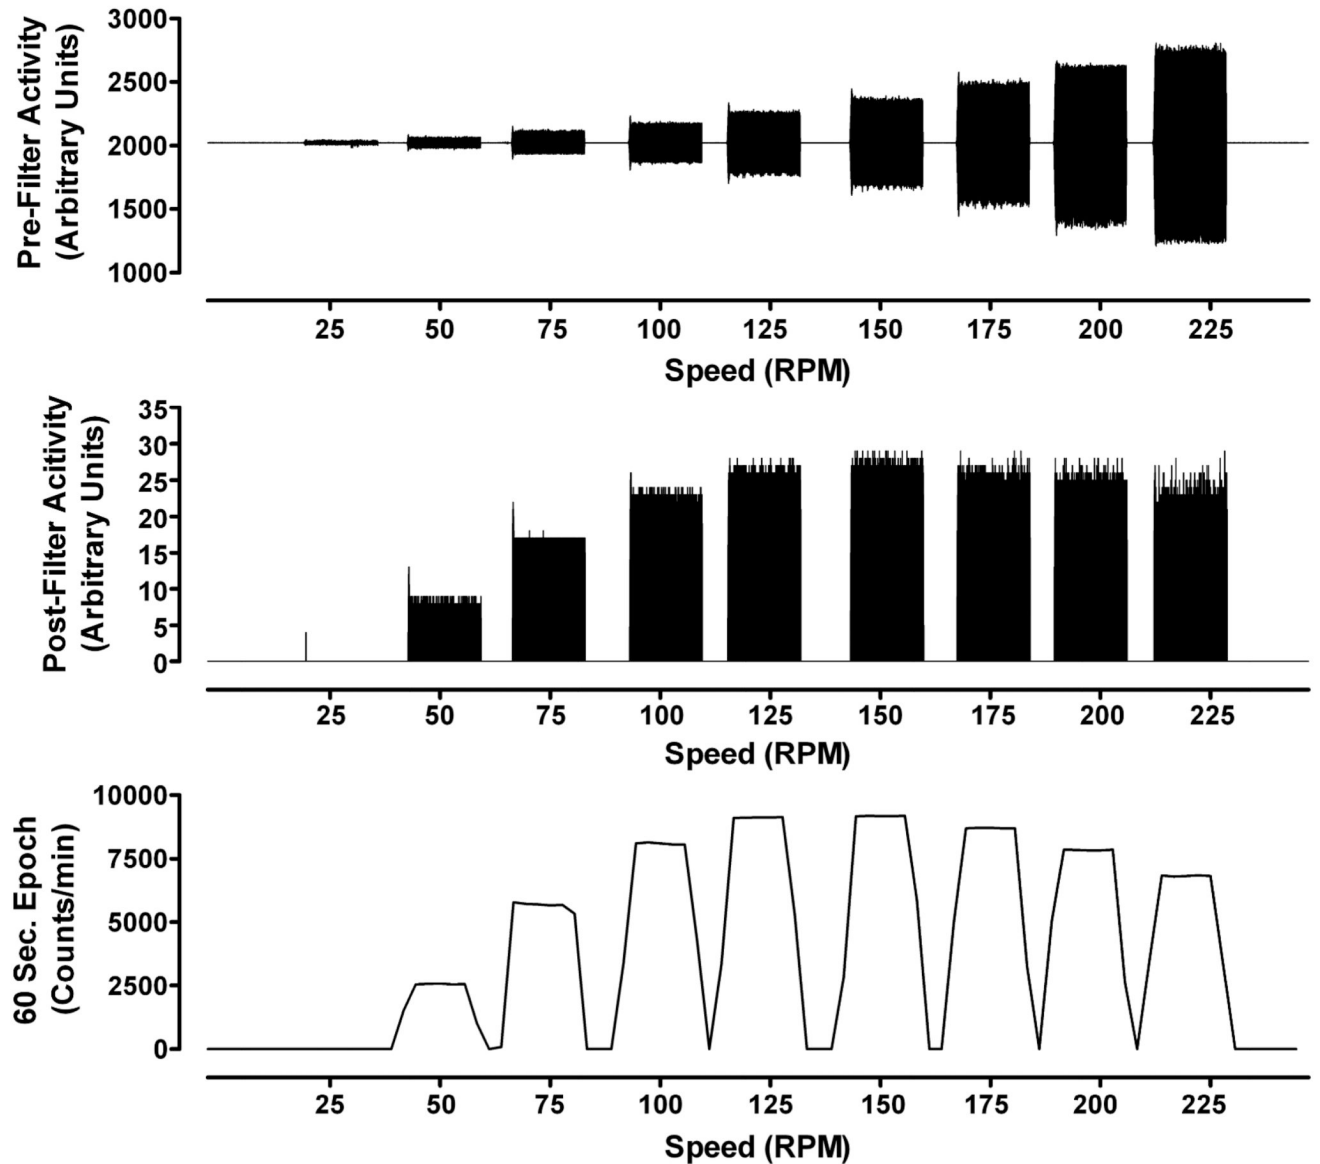 Pre-Filter Activity
(Arbitrary Units)
3000
2500
2000
1500
1000
25 50 75 100 125 150 175 200 225
Speed (RPM)
Post-Filter Acitivity
(Arbitrary Units)
35
30
25
20
15
10
5
0
25 50 75 100 125 150 175 200 225
Speed (RPM)
60 Sec. Epoch
(Counts/min)
10000
7500
5000
2500
0
25 50 75 100 125 150 175 200 225
Speed (RPM)